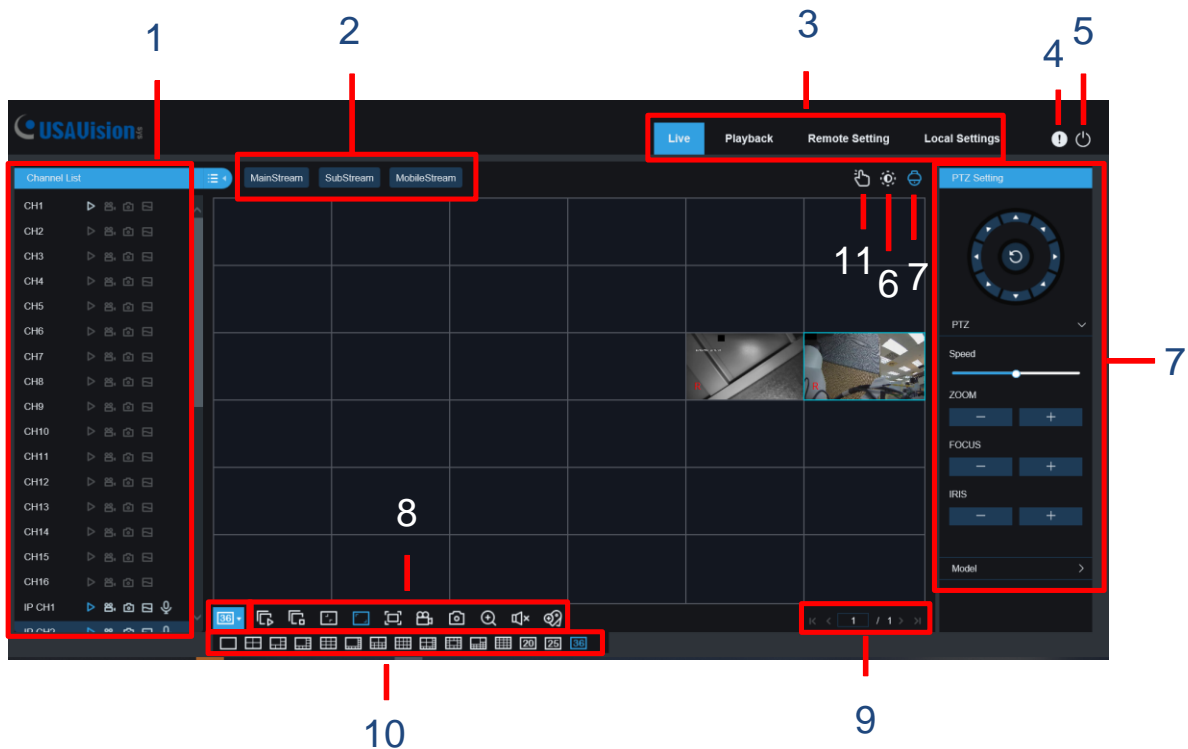 1
2
3
4
5
USAVision
Live
Playback
Remote Setting
Local Settings
!
Channel List
MainStream
SubStream
MobileStream
PTZ Setting
CH1
CH2
CH3
CH4
CH5
CH6
CH7
CH8
CH9
CH10
CH11
CH12
CH13
CH14
CH15
CH16
IP CH1
IP CH2
11
6
7
R
R
PTZ
Speed
ZOOM
FOCUS
IRIS
Model
7
8
36
1 / 1
20
25
36
10
9